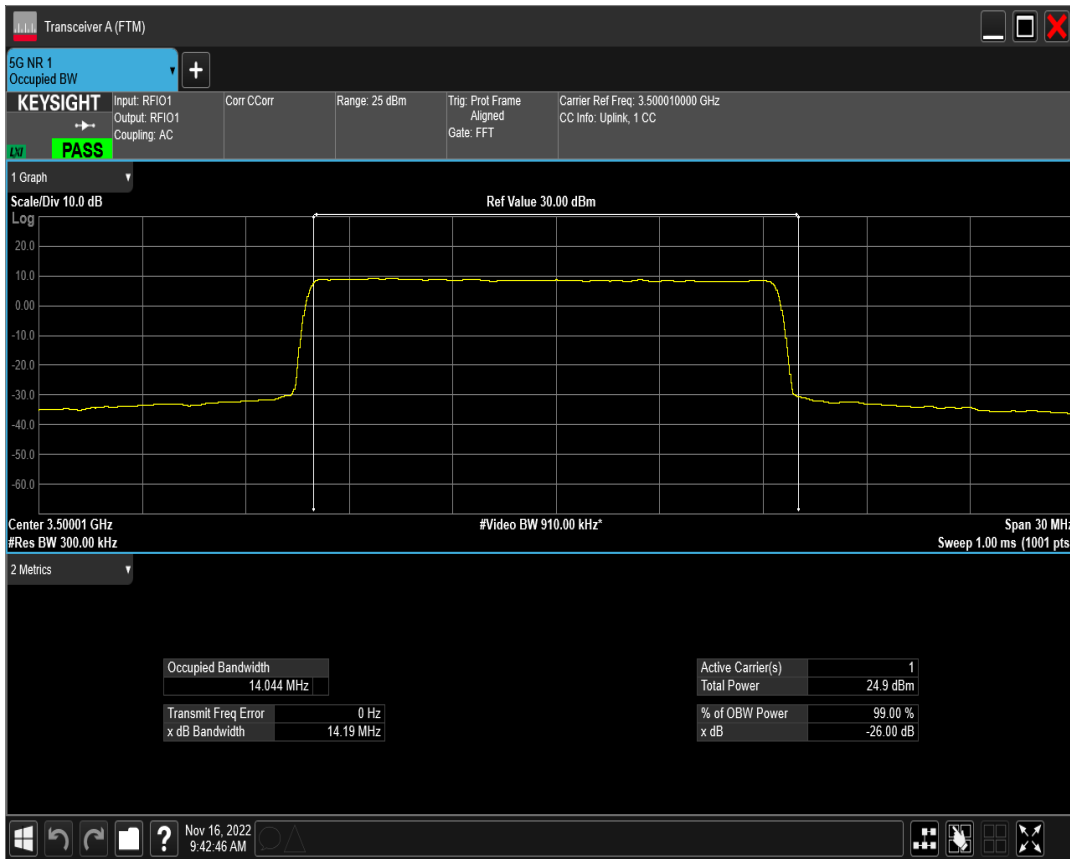 Transceiver A (FTM)
5G NR 1
Occupied BW
KEYSIGHT
LXI
PASS
Input: RFIO1
Output: RFIO1
Coupling: AC
Corr CCorr
Range: 25 dBm
Trig: Prot Frame
Aligned
Gate: FFT
Carrier Ref Freq: 3.500010000 GHz
CC Info: Uplink, 1 CC
1 Graph
Scale/Div 10.0 dB
Ref Value 30.00 dBm
Log
20.0
10.0
0.00
-10.0
-20.0
-30.0
-40.0
-50.0
-60.0
Center 3.50001 GHz
#Video BW 910.00 kHz*
Span 30 MHz
#Res BW 300.00 kHz
Sweep 1.00 ms (1001 pts
2 Metrics
Occupied Bandwidth
14.044 MHz
Transmit Freq Error 0 Hz
x dB Bandwidth 14.19 MHz
Active Carrier(s) 1
Total Power 24.9 dBm
% of OBW Power 99.00 %
x dB -26.00 dB
? Nov 16, 2022
9:42:46 AM